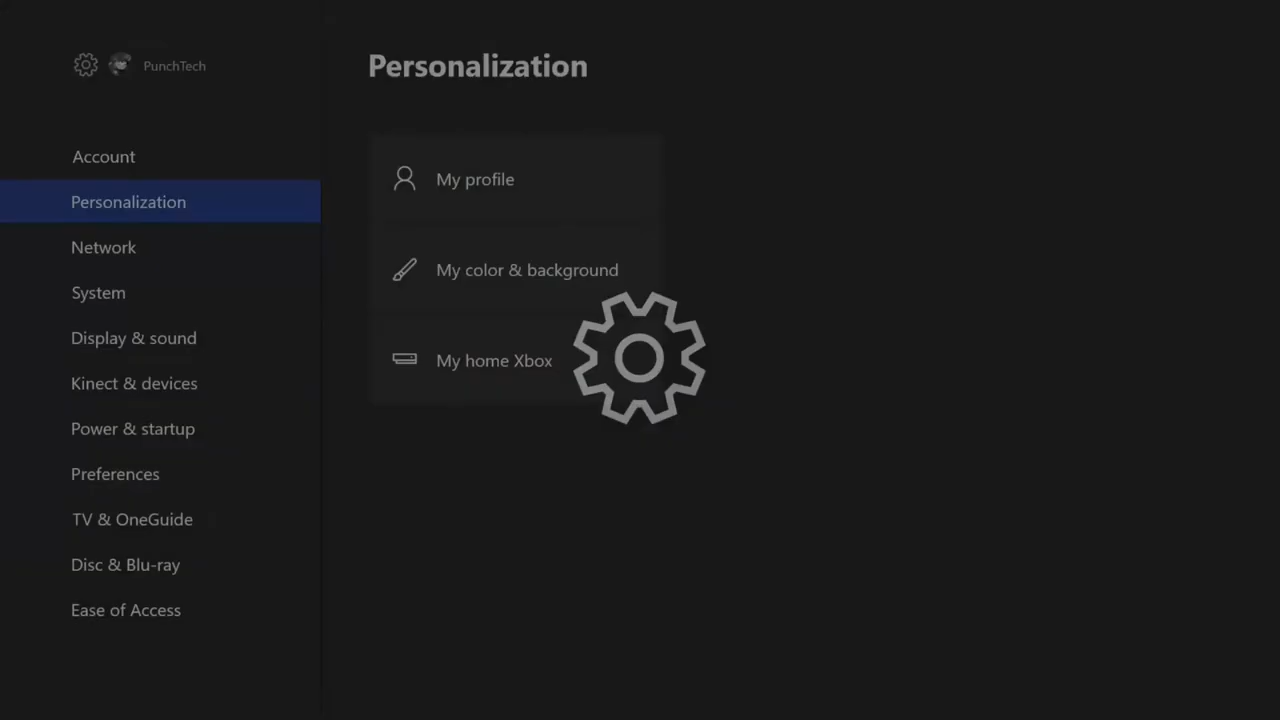 PunchTech
Account
Personalization
Network
System
Display & sound
Kinect & devices
Power & startup
Preferences
TV & OneGuide
Disc & Blu-ray
Ease of Access
Personalization
My profile
My color & background
My home Xbox